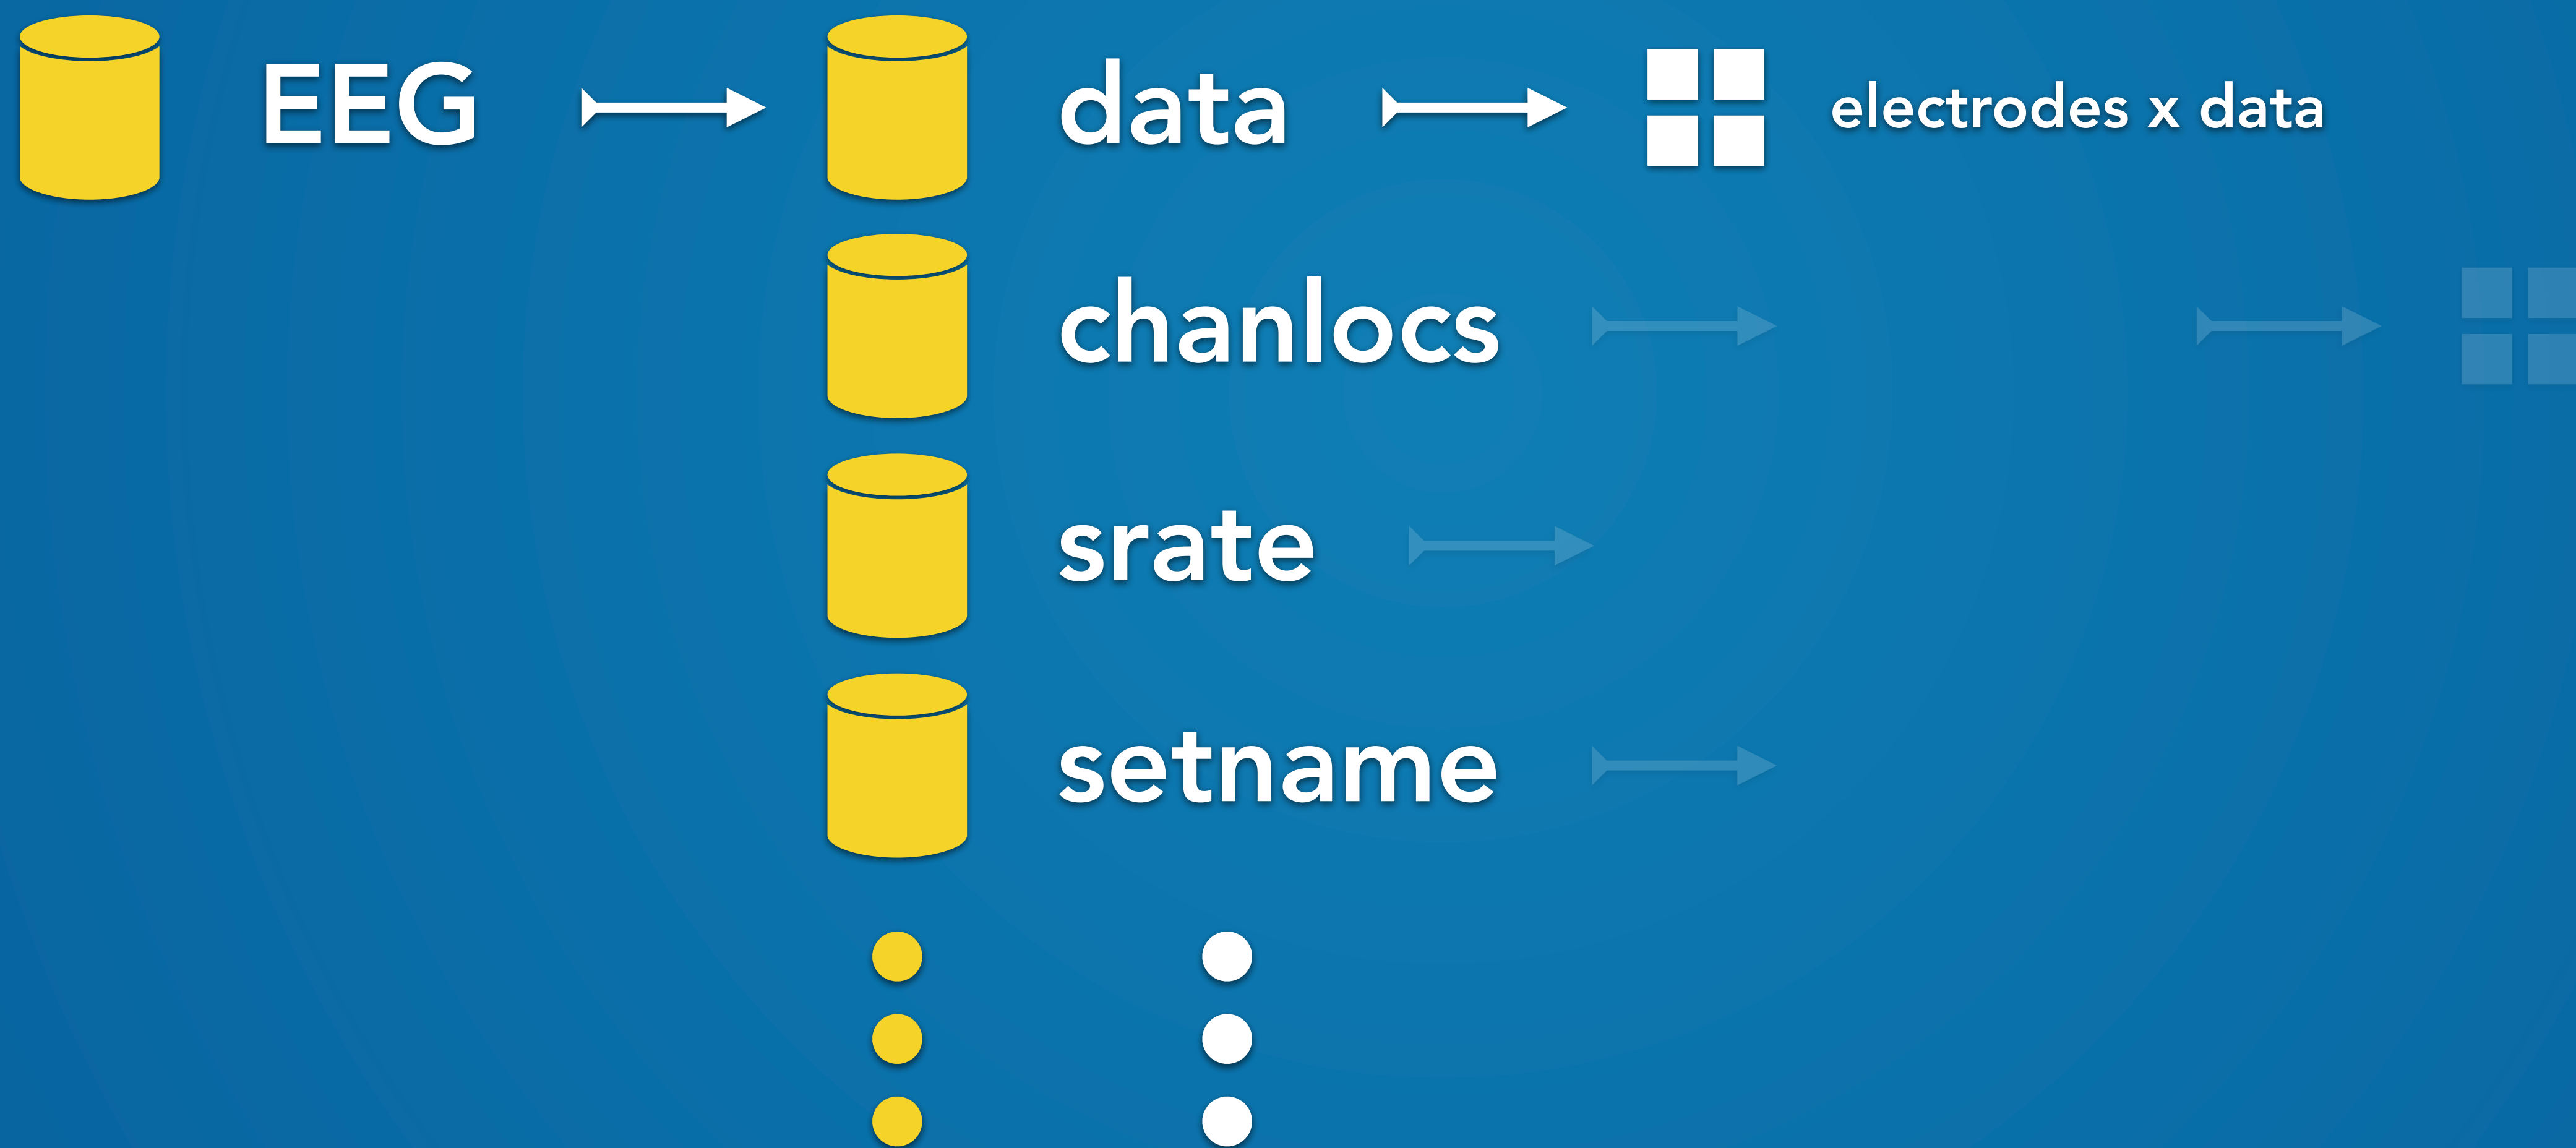 EEG data electrodes x data
chanlocs
srate
setname